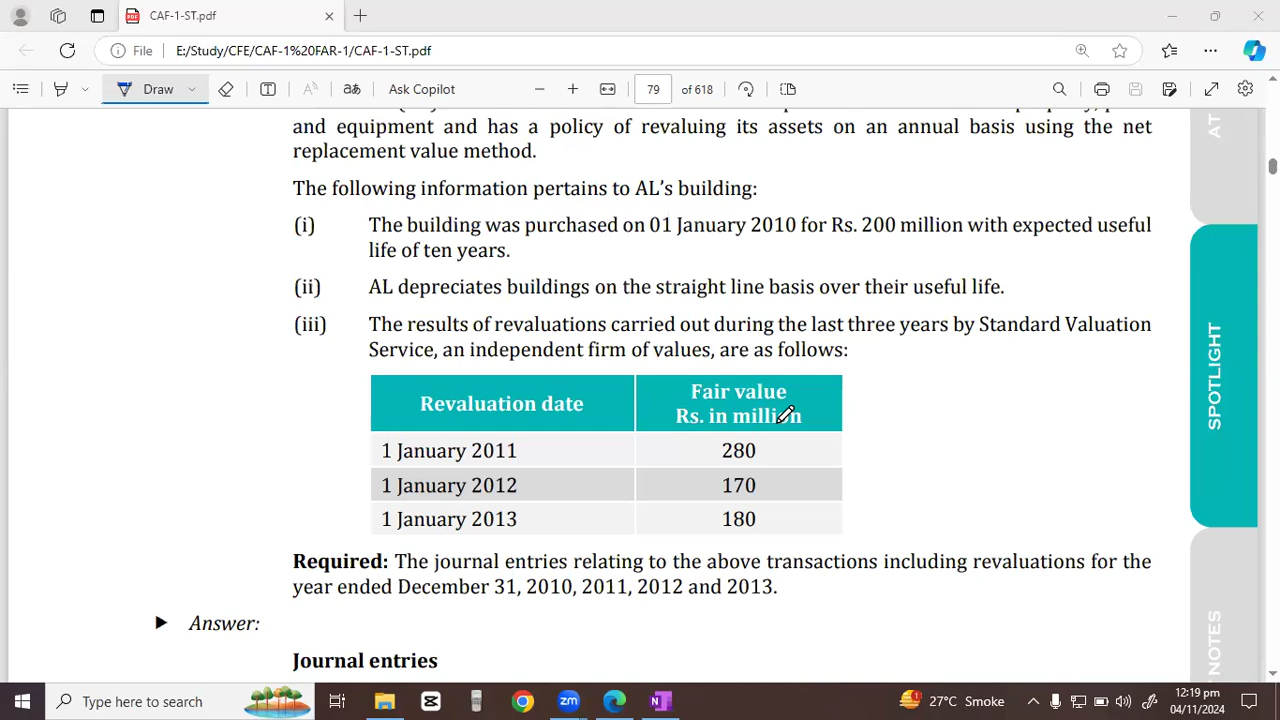 CAF-1-ST.pdf
File
E:/Study/CFE/CAF-1%20FAR-1/CAF-1-ST.pdf
Draw
Ask Copilot
79
of 618
and equipment and has a policy of revaluing its assets on an annual basis using the net
replacement value method.
The following information pertains to AL's building:
(i) The building was purchased on 01 January 2010 for Rs. 200 million with expected useful
life of ten years.
(ii) AL depreciates buildings on the straight line basis over their useful life.
(iii) The results of revaluations carried out during the last three years by Standard Valuation
Service, an independent firm of values, are as follows:
Revaluation date
Fair value
Rs. in million
1 January 2011 280
1 January 2012 170
1 January 2013 180
Required: The journal entries relating to the above transactions including revaluations for the
year ended December 31, 2010, 2011, 2012 and 2013.
Answer:
Journal entries
AT
SPOTLIGHT
NOTES
Type here to search
27°C Smoke
12:19 pm
04/11/2024